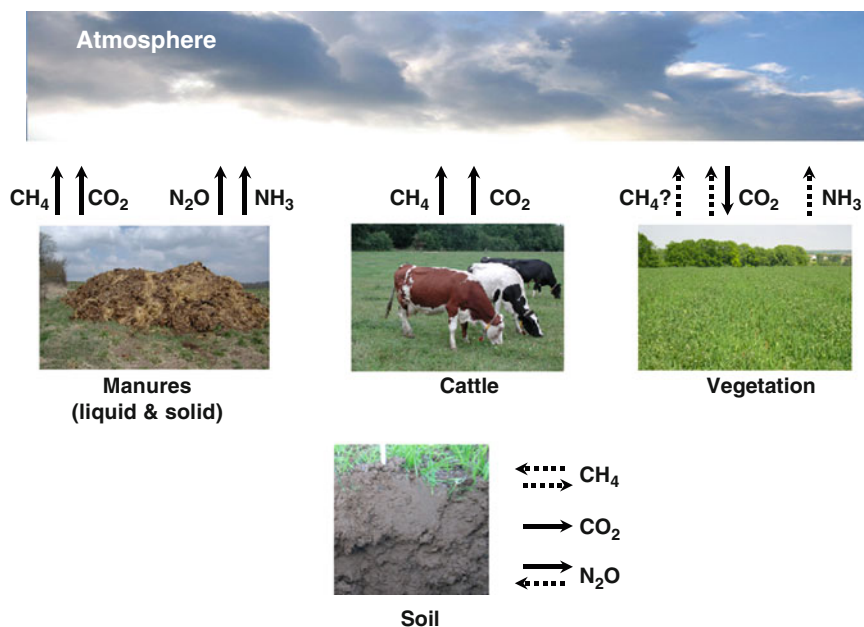 Atmosphere
CH₄ CO₂ N₂O NH₃ CH₄ CO₂ CH₄? CO₂ NH₃
Manures
(liquid & solid)
Cattle
Vegetation
CH₄
CO₂
N₂O
Soil